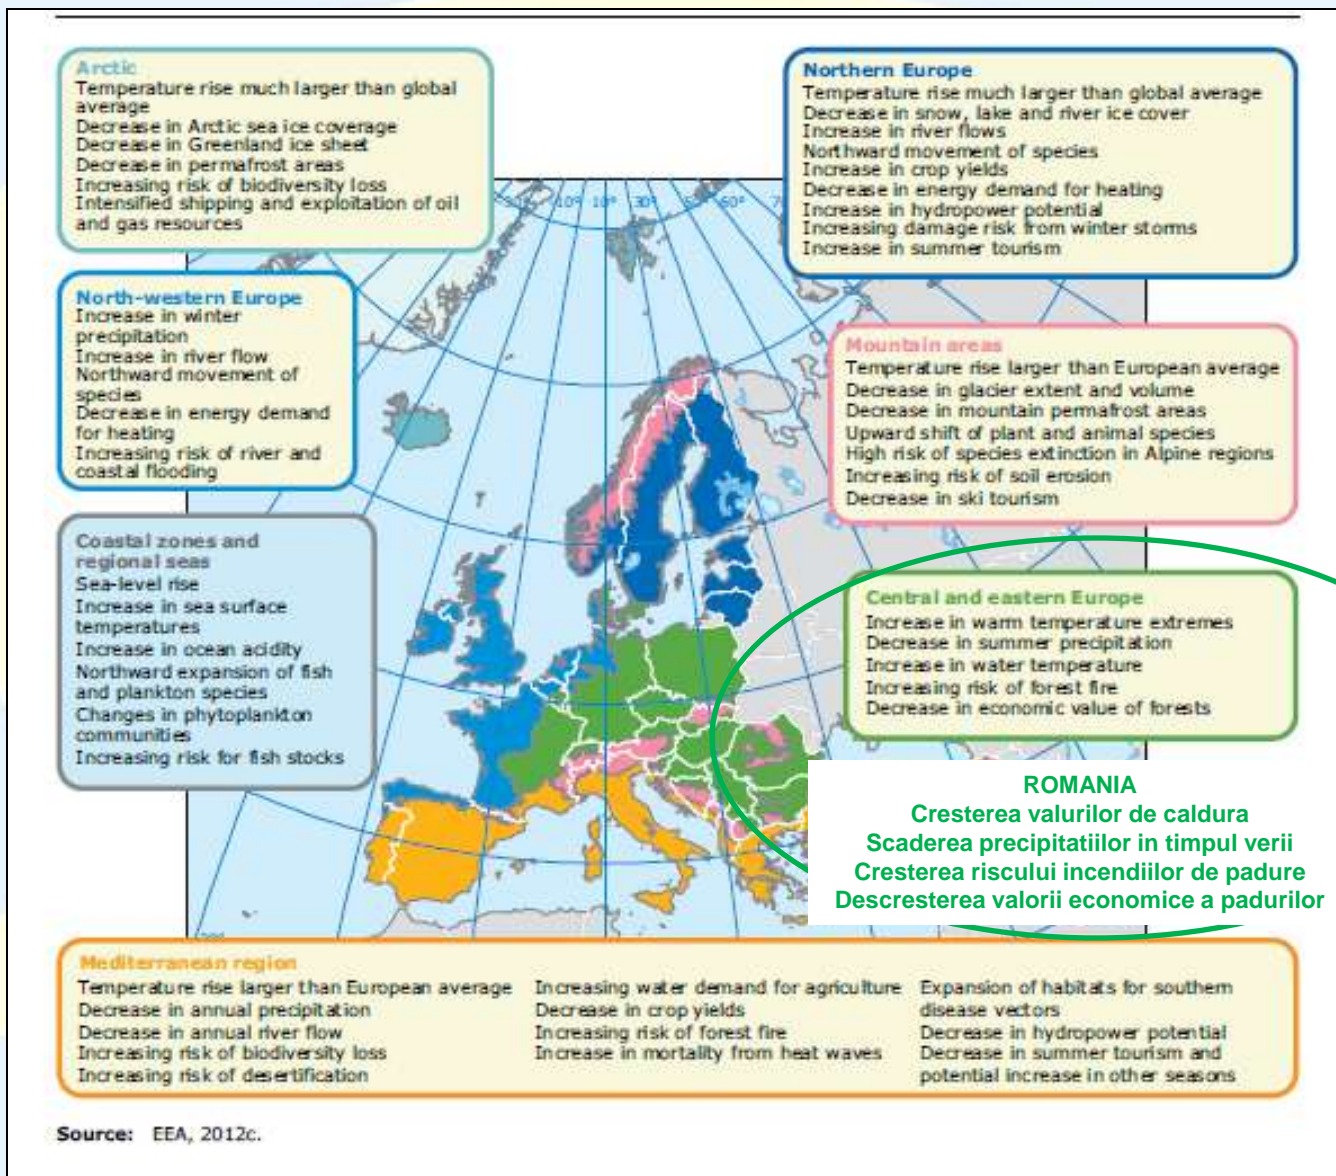 Arctic
Temperature rise much larger than global
average
Decrease in Arctic sea ice coverage
Decrease in Greenland ice sheet
Decrease in permafrost areas
Increasing risk of biodiversity loss
Intensified shipping and exploitation of oil
and gas resources
Northern Europe
Temperature rise much larger than global average
Decrease in snow, lake and river ice cover
Increase in river flows
Northward movement of species
Increase in crop yields
Decrease in energy demand for heating
Increase in hydropower potential
Increasing damage risk from winter storms
Increase in summer tourism
10° 10° 30° 60°
North-western Europe
Increase in winter
precipitation
Increase in river flow
Northward movement of
species
Decrease in energy demand
for heating
Increasing risk of river and
coastal flooding
Mountain areas
Temperature rise larger than European average
Decrease in glacier extent and volume
Decrease in mountain permafrost areas
Upward shift of plant and animal species
High risk of species extinction in Alpine regions
Increasing risk of soil erosion
Decrease in ski tourism
Coastal zones and
regional seas
Sea-level rise
Increase in sea surface
temperatures
Increase in ocean acidity
Northward expansion of fish
and plankton species
Changes in phytoplankton
communities
Increasing risk for fish stocks
Central and eastern Europe
Increase in warm temperature extremes
Decrease in summer precipitation
Increase in water temperature
Increasing risk of forest fire
Decrease in economic value of forests
ROMANIA
Cresterea valurilor de caldura
Scaderea precipitatiilor in timpul verii
Cresterea riscului incendiilor de padure
Descresterea valorii economice a padurilor
Mediterranean region
Temperature rise larger than European average
Decrease in annual precipitation
Decrease in annual river flow
Increasing risk of biodiversity loss
Increasing risk of desertification
Increasing water demand for agriculture
Decrease in crop yields
Increasing risk of forest fire
Increase in mortality from heat waves
Expansion of habitats for southern
disease vectors
Decrease in hydropower potential
Decrease in summer tourism and
potential increase in other seasons
Source: EEA, 2012c.